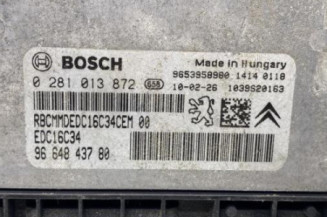 BOSCH
Made in Hungary
0 281 013 872
9653958980 1414 0118
10-02-26 1039S20163
RBCMMDEDC16C34CEM 00
EDC16C34
96 648 437 80